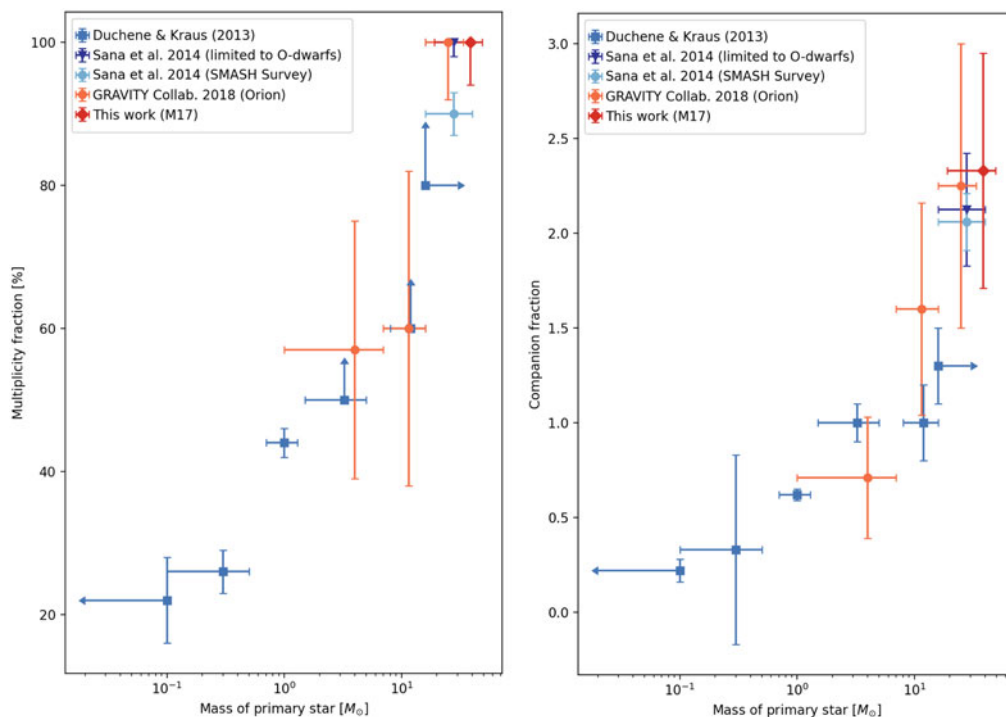 Duchene & Kraus (2013)
Sana et al. 2014 (limited to O-dwarfs)
Sana et al. 2014 (SMASH Survey)
GRAVITY Collab. 2018 (Orion)
This work (M17)
100
80
60
40
20
Multiplicity fraction [%]
10⁻¹ 10⁰ 10¹
Mass of primary star [M⊙]
Duchene & Kraus (2013)
Sana et al. 2014 (limited to O-dwarfs)
Sana et al. 2014 (SMASH Survey)
GRAVITY Collab. 2018 (Orion)
This work (M17)
3.0
2.5
2.0
1.5
1.0
0.5
0.0
Companion fraction
10⁻¹ 10⁰ 10¹
Mass of primary star [M⊙]